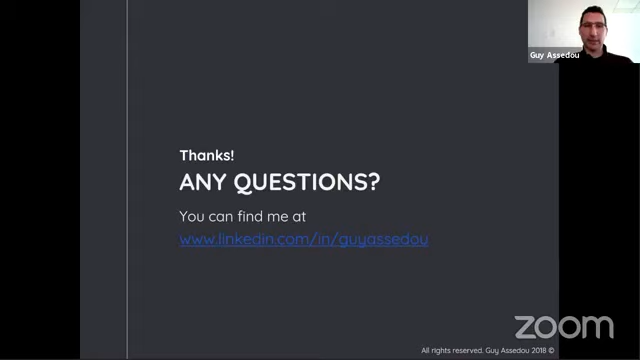 Guy Assedou
Thanks!
ANY QUESTIONS?
You can find me at
www.linkedin.com/in/guyassedou
zoom
All rights reserved. Guy Assedou 2018 ©